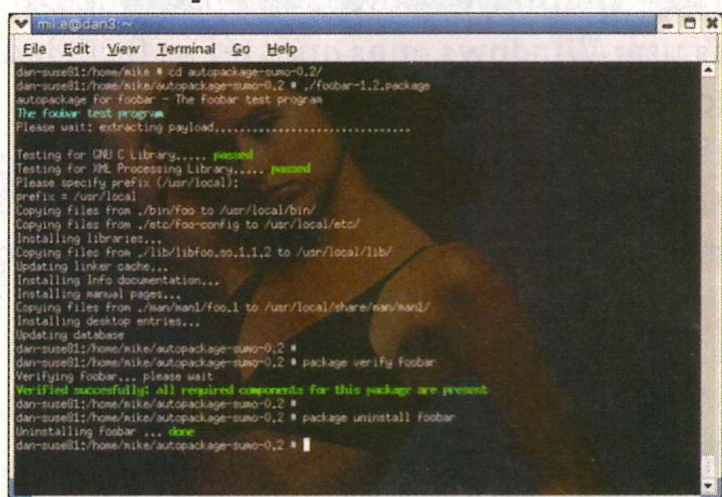 mike@dan3:~
File Edit View Terminal Go Help
dan-suse81:/home/mike # cd autopackage-sumo-0.2/
dan-suse81:/home/mike/autopackage-sumo-0.2 # ./foobar-1.2.package
autopackage for foobar - The Foobar test program
The foobar test program
Please wait: extracting payload..............................
Testing for GNU C Library..... passed
Testing for XML Processing Library..... passed
Please specify prefix (/usr/local):
prefix = /usr/local
Copying files from ./bin/foo to /usr/local/bin/
Copying files from ./etc/foo-config to /usr/local/etc/
Installing libraries...
Copying files from ./lib/libfoo.so.1.1.2 to /usr/local/lib/
Updating linker cache...
Installing Info documentation...
Installing manual pages...
Copying files from ./man/man1/foo.1 to /usr/local/share/man/man1/
Installing desktop entries...
Updating database
dan-suse81:/home/mike/autopackage-sumo-0.2 #
dan-suse81:/home/mike/autopackage-sumo-0.2 # package verify foobar
Verifying foobar... please wait
Verified succesfully: all required components for this package are present
dan-suse81:/home/mike/autopackage-sumo-0.2 #
dan-suse81:/home/mike/autopackage-sumo-0.2 # package uninstall foobar
Uninstalling foobar ... done
dan-suse81:/home/mike/autopackage-sumo-0.2 #